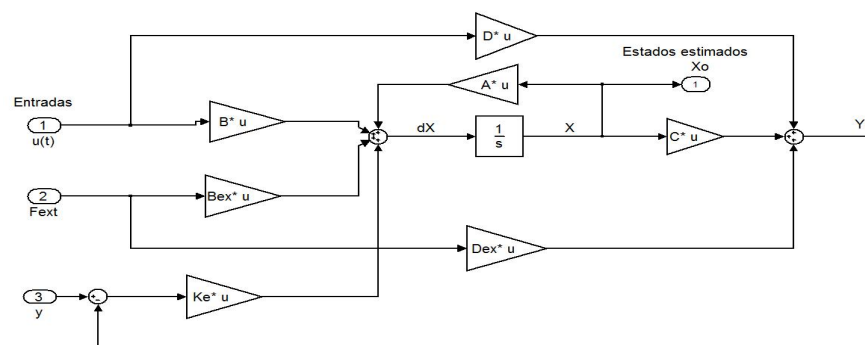 D* u
Estados estimados
Xo
1
A* u
Entradas
1
u(t)
B* u
dX
1
s
X
C* u
Y
2
Fext
Bex* u
Dex* u
3
y
Ke* u